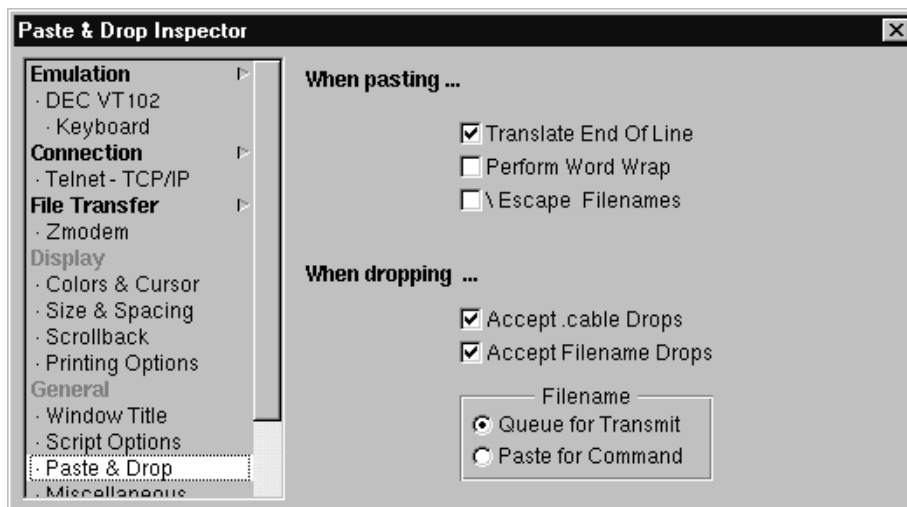 Paste & Drop Inspector
Emulation
· DEC VT102
· Keyboard
Connection
· Telnet - TCP/IP
File Transfer
· Zmodem
Display
· Colors & Cursor
· Size & Spacing
· Scrollback
· Printing Options
General
· Window Title
· Script Options
· Paste & Drop
· Miscellaneous
When pasting ...
Translate End Of Line
Perform Word Wrap
\ Escape Filenames
When dropping ...
Accept .cable Drops
Accept Filename Drops
Filename
Queue for Transmit
Paste for Command